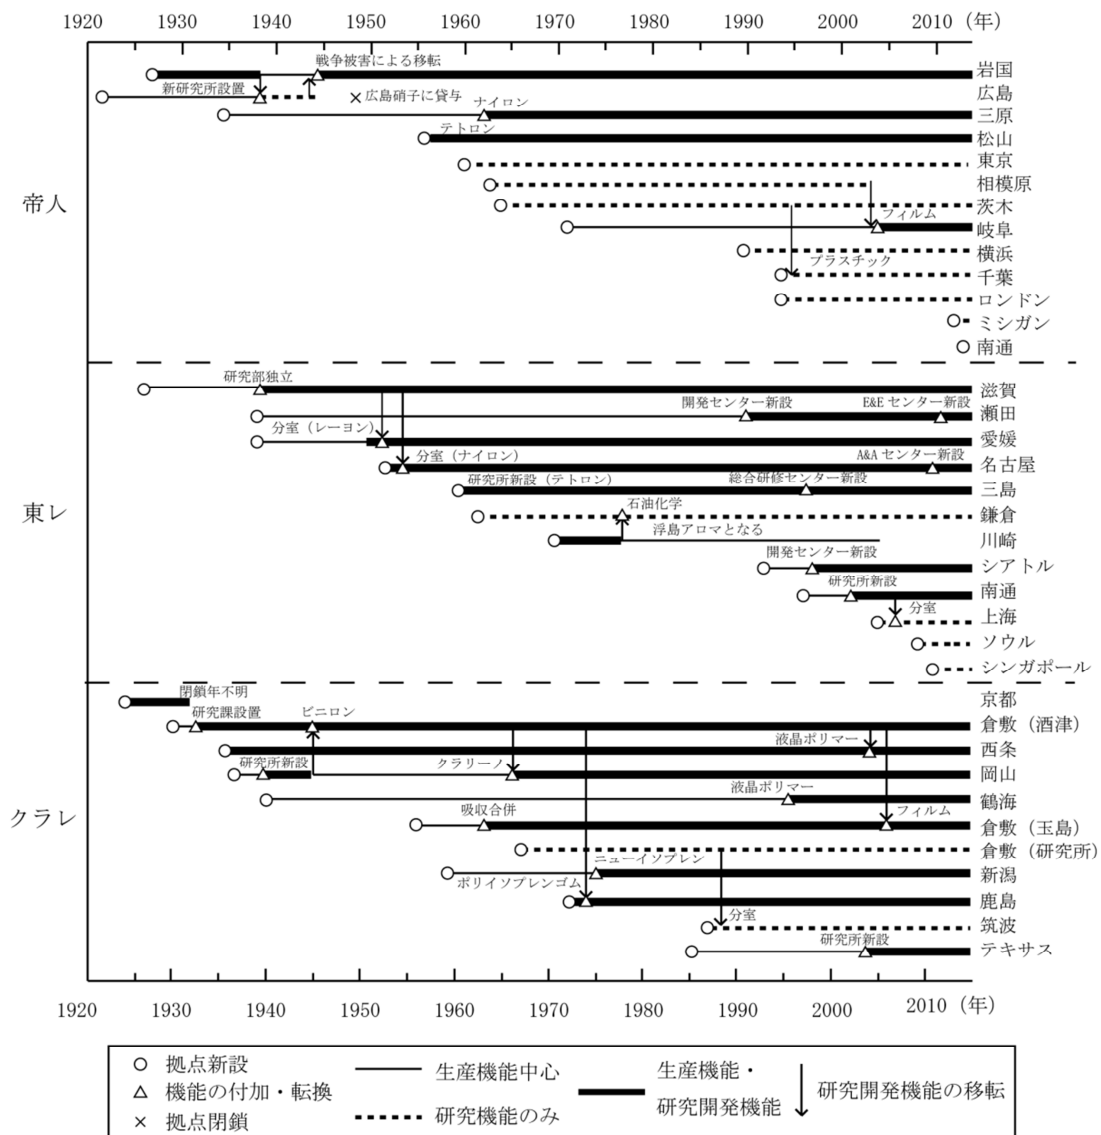 1920 1930 1940 1950 1960 1970 1980 1990 2000 2010 (年)
帝人
戦争被害による移転
岩国
新研究所設置
広島硝子に貸与
広島
ナイロン
三原
テトロン
松山
東京
相模原
茨木
フィルム
岐阜
横浜
プラスチック
千葉
ロンドン
ミシガン
南通
東レ
研究部独立
滋賀
開発センター新設
E&E センター新設
瀬田
分室（レーヨン）
愛媛
分室（ナイロン）
A&A センター新設
名古屋
研究所新設（テトロン）
総合研修センター新設
三島
石油化学
鎌倉
浮島アロマとなる
川崎
開発センター新設
シアトル
研究所新設
南通
分室
上海
ソウル
シンガポール
クラレ
閉鎖年不明
京都
研究課設置
ビニロン
倉敷（酒津）
液晶ポリマー
西条
研究所新設
クラリーノ
岡山
液晶ポリマー
鶴海
吸収合併
フィルム
倉敷（玉島）
倉敷（研究所）
ニューイソプレン
新潟
ポリイソプレンゴム
鹿島
分室
筑波
研究所新設
テキサス
1920 1930 1940 1950 1960 1970 1980 1990 2000 2010 (年)
○ 拠点新設
△ 機能の付加・転換
× 拠点閉鎖
生産機能中心
研究機能のみ
生産機能・
研究開発機能
研究開発機能の移転